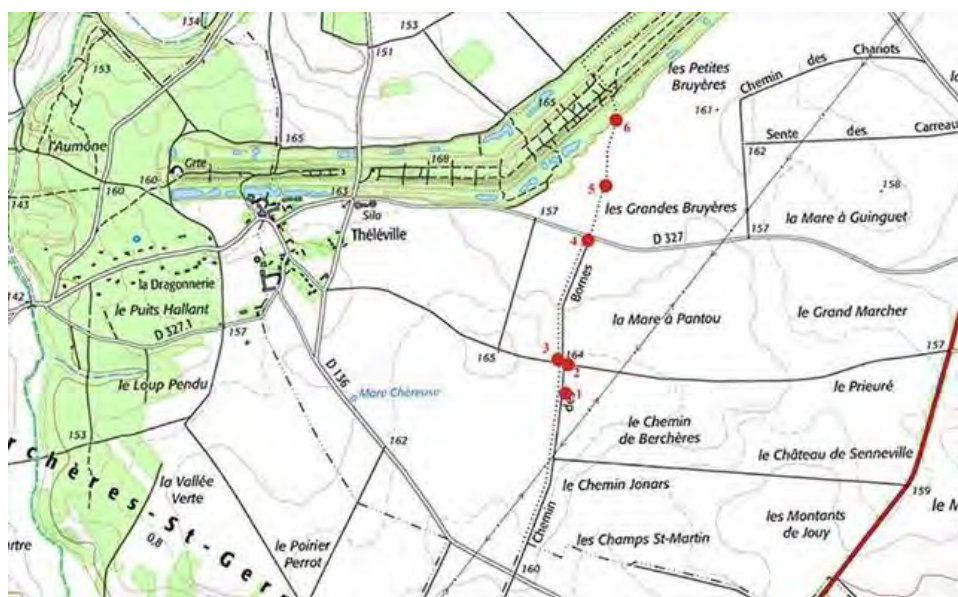 134
153
151
153
les Petites
Bruyères
161
Chemin des Chariots
Sente des Carreau
162
165
165
6
l'Aumône
Grte
168
160
160
163
143
Silo
Théléville
5
les Grandes Bruyères
158
la Mare à Guinguet
157
157
4
D 327
la Dragonnerie
142
le Puits Hallant
D 327.1
157
Bornes
la Mare à Pantou
le Grand Marcher
165
3
164
2
157
le Loup Pendu
D 136
Mare Chéreuse
1
des
le Prieuré
le Chemin
de Berchères
153
162
le Château de Senneville
rchères-St-Ger
la Vallée
Verte
0,8
le Chemin Jonars
159
le M
Chemin
les Montants
de Jouy
les Champs St-Martin
le Poirier
Perrot
160
rtre